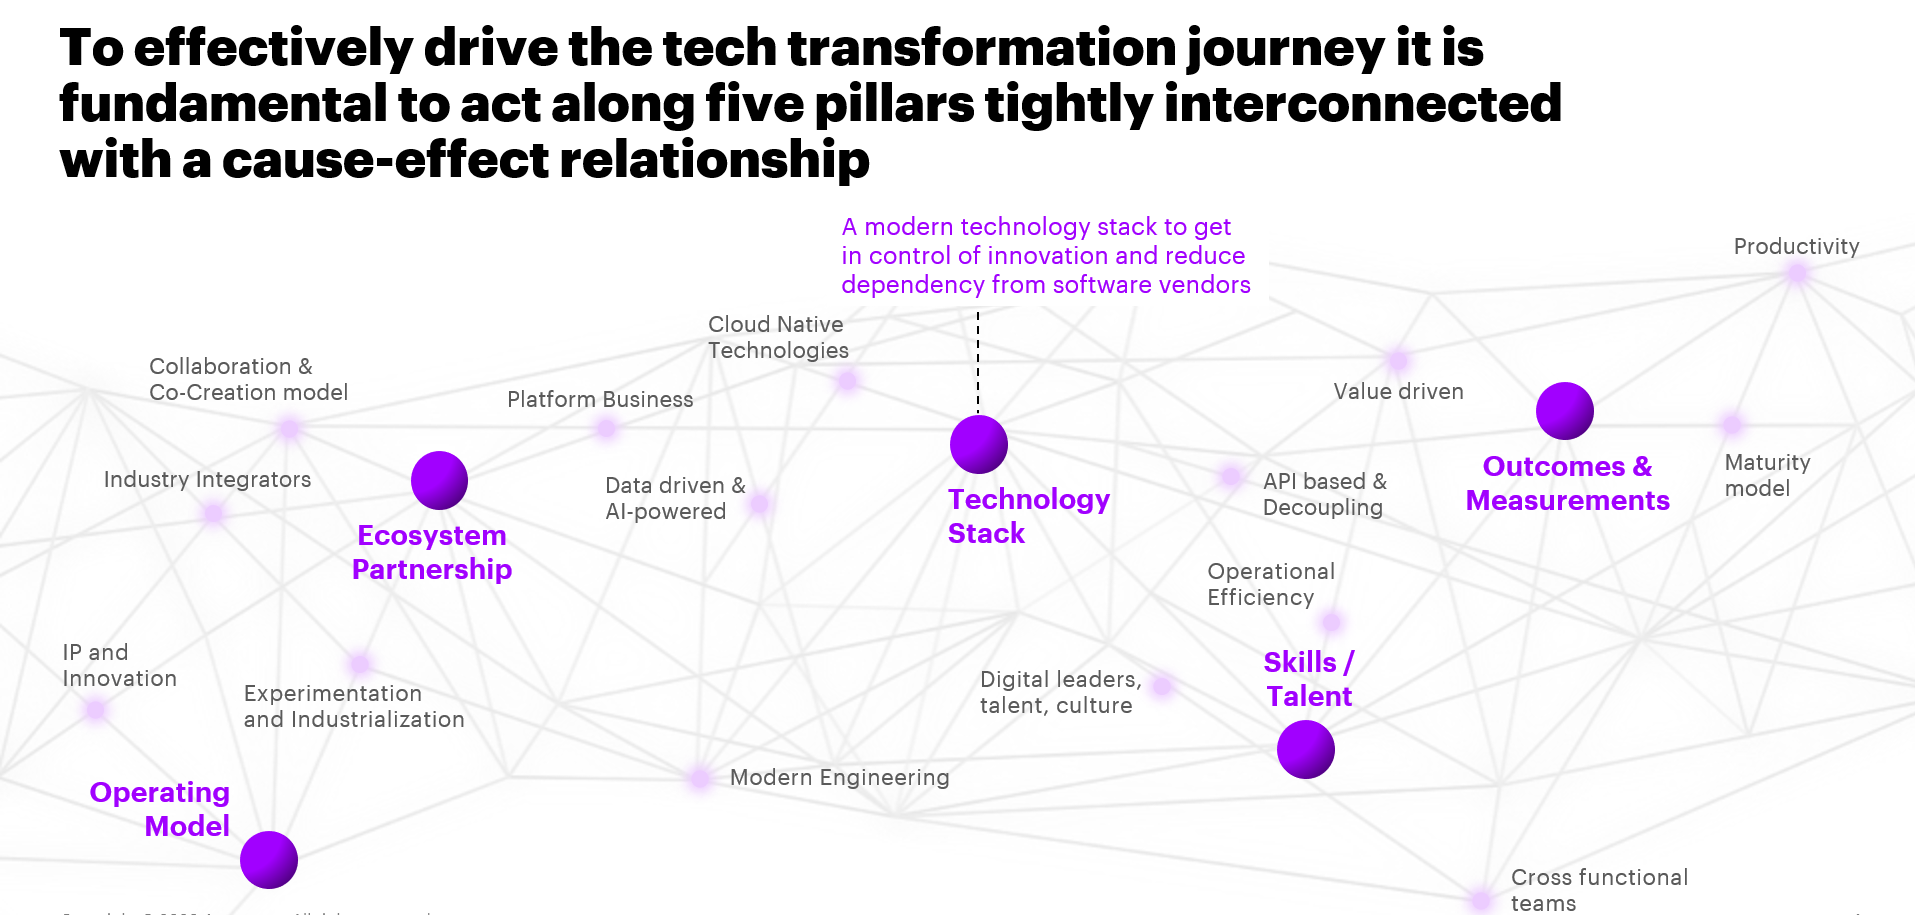 To effectively drive the tech transformation journey it is
fundamental to act along five pillars tightly interconnected
with a cause-effect relationship
A modern technology stack to get
in control of innovation and reduce
dependency from software vendors
Productivity
Cloud Native
Technologies
Collaboration &
Co-Creation model
Platform Business
Value driven
Industry Integrators
Data driven &
AI-powered
Ecosystem
Partnership
Technology
Stack
API based &
Decoupling
Outcomes &
Measurements
Maturity
model
Operational
Efficiency
IP and
Innovation
Experimentation
and Industrialization
Digital leaders,
talent, culture
Skills /
Talent
Modern Engineering
Operating
Model
Cross functional
teams